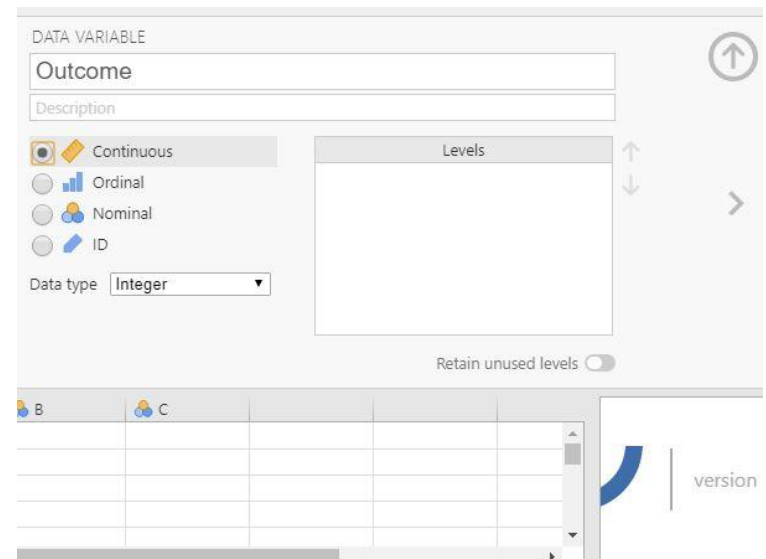 DATA VARIABLE
Outcome
Description
Continuous
Levels
Ordinal
Nominal
ID
Data type Integer
Retain unused levels
B C
version